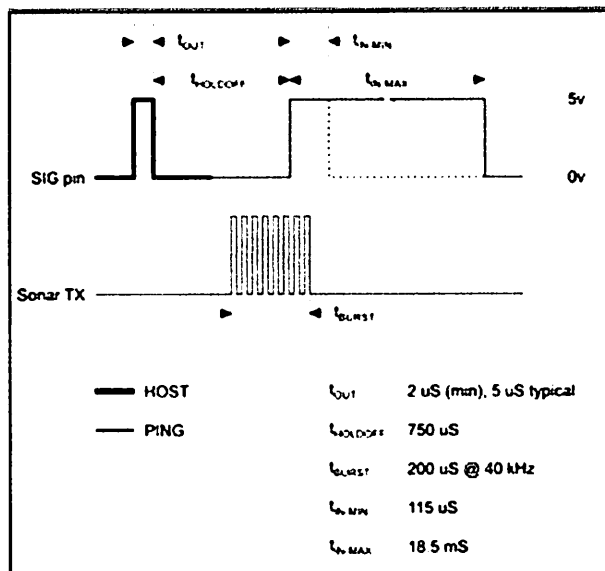 tOUT tIN-MIN
tHOLDOFF tIN-MAX
5v
SIG pin 0v
Sonar TX
tBURST
HOST tOUT 2 uS (min), 5 uS typical
PING tHOLDOFF 750 uS
tBURST 200 uS @ 40 kHz
tIN-MIN 115 uS
tIN-MAX 18.5 mS